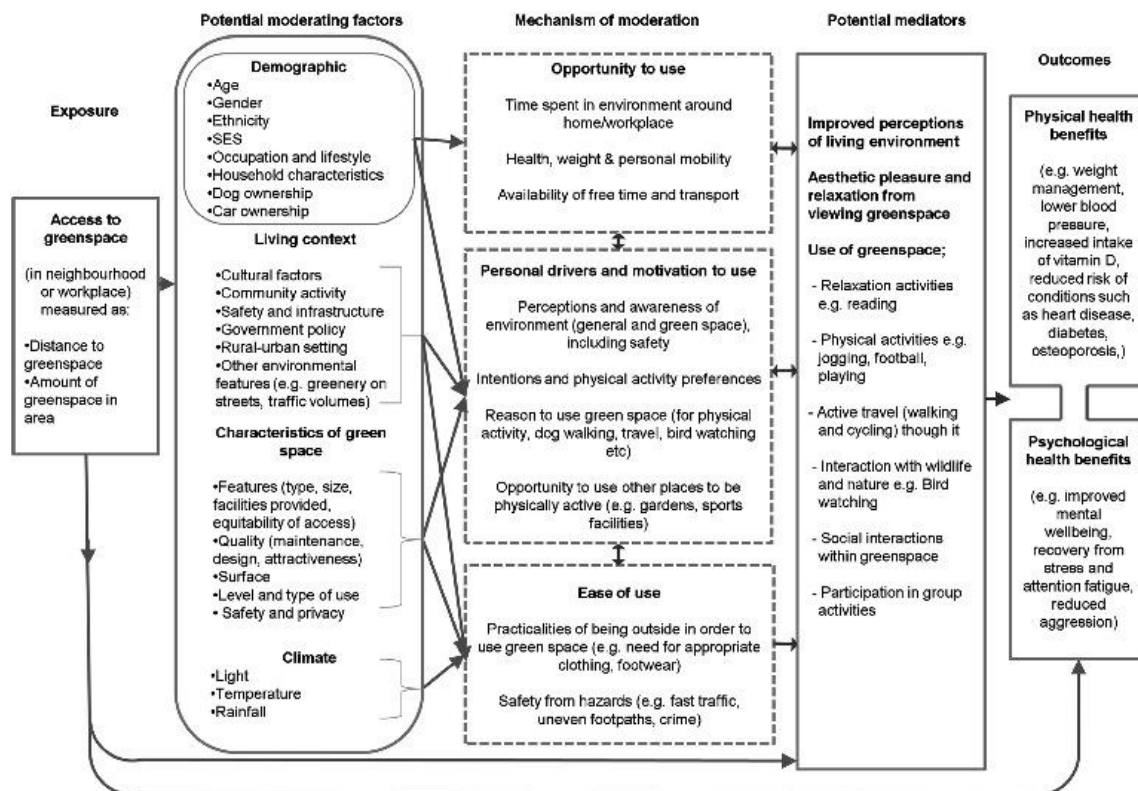 Potential moderating factors
Mechanism of moderation
Potential mediators
Outcomes
Exposure
Access to
greenspace
(in neighbourhood
or workplace)
measured as:
•Distance to
greenspace
•Amount of
greenspace in
area
Demographic
•Age
•Gender
•Ethnicity
•SES
•Occupation and lifestyle
•Household characteristics
•Dog ownership
•Car ownership
Living context
•Cultural factors
•Community activity
•Safety and infrastructure
•Government policy
•Rural-urban setting
•Other environmental
features (e.g. greenery on
streets, traffic volumes)
Characteristics of green
space
•Features (type, size,
facilities provided,
equitability of access)
•Quality (maintenance,
design, attractiveness)
•Surface
•Level and type of use
• Safety and privacy
Climate
•Light
•Temperature
•Rainfall
Opportunity to use
Time spent in environment around
home/workplace
Health, weight & personal mobility
Availability of free time and transport
Personal drivers and motivation to use
Perceptions and awareness of
environment (general and green space),
including safety
Intentions and physical activity preferences
Reason to use green space (for physical
activity, dog walking, travel, bird watching
etc)
Opportunity to use other places to be
physically active (e.g. gardens, sports
facilities)
Ease of use
Practicalities of being outside in order to
use green space (e.g. need for appropriate
clothing, footwear)
Safety from hazards (e.g. fast traffic,
uneven footpaths, crime)
Improved perceptions
of living environment
Aesthetic pleasure and
relaxation from
viewing greenspace
Use of greenspace;
- Relaxation activities
e.g. reading
- Physical activities e.g.
jogging, football,
playing
- Active travel (walking
and cycling) though it
- Interaction with wildlife
and nature e.g. Bird
watching
- Social interactions
within greenspace
- Participation in group
activities
Physical health
benefits
(e.g. weight
management,
lower blood
pressure,
increased intake
of vitamin D,
reduced risk of
conditions such
as heart disease,
diabetes,
osteoporosis,)
Psychological
health benefits
(e.g. improved
mental
wellbeing,
recovery from
stress and
attention fatigue,
reduced
aggression)